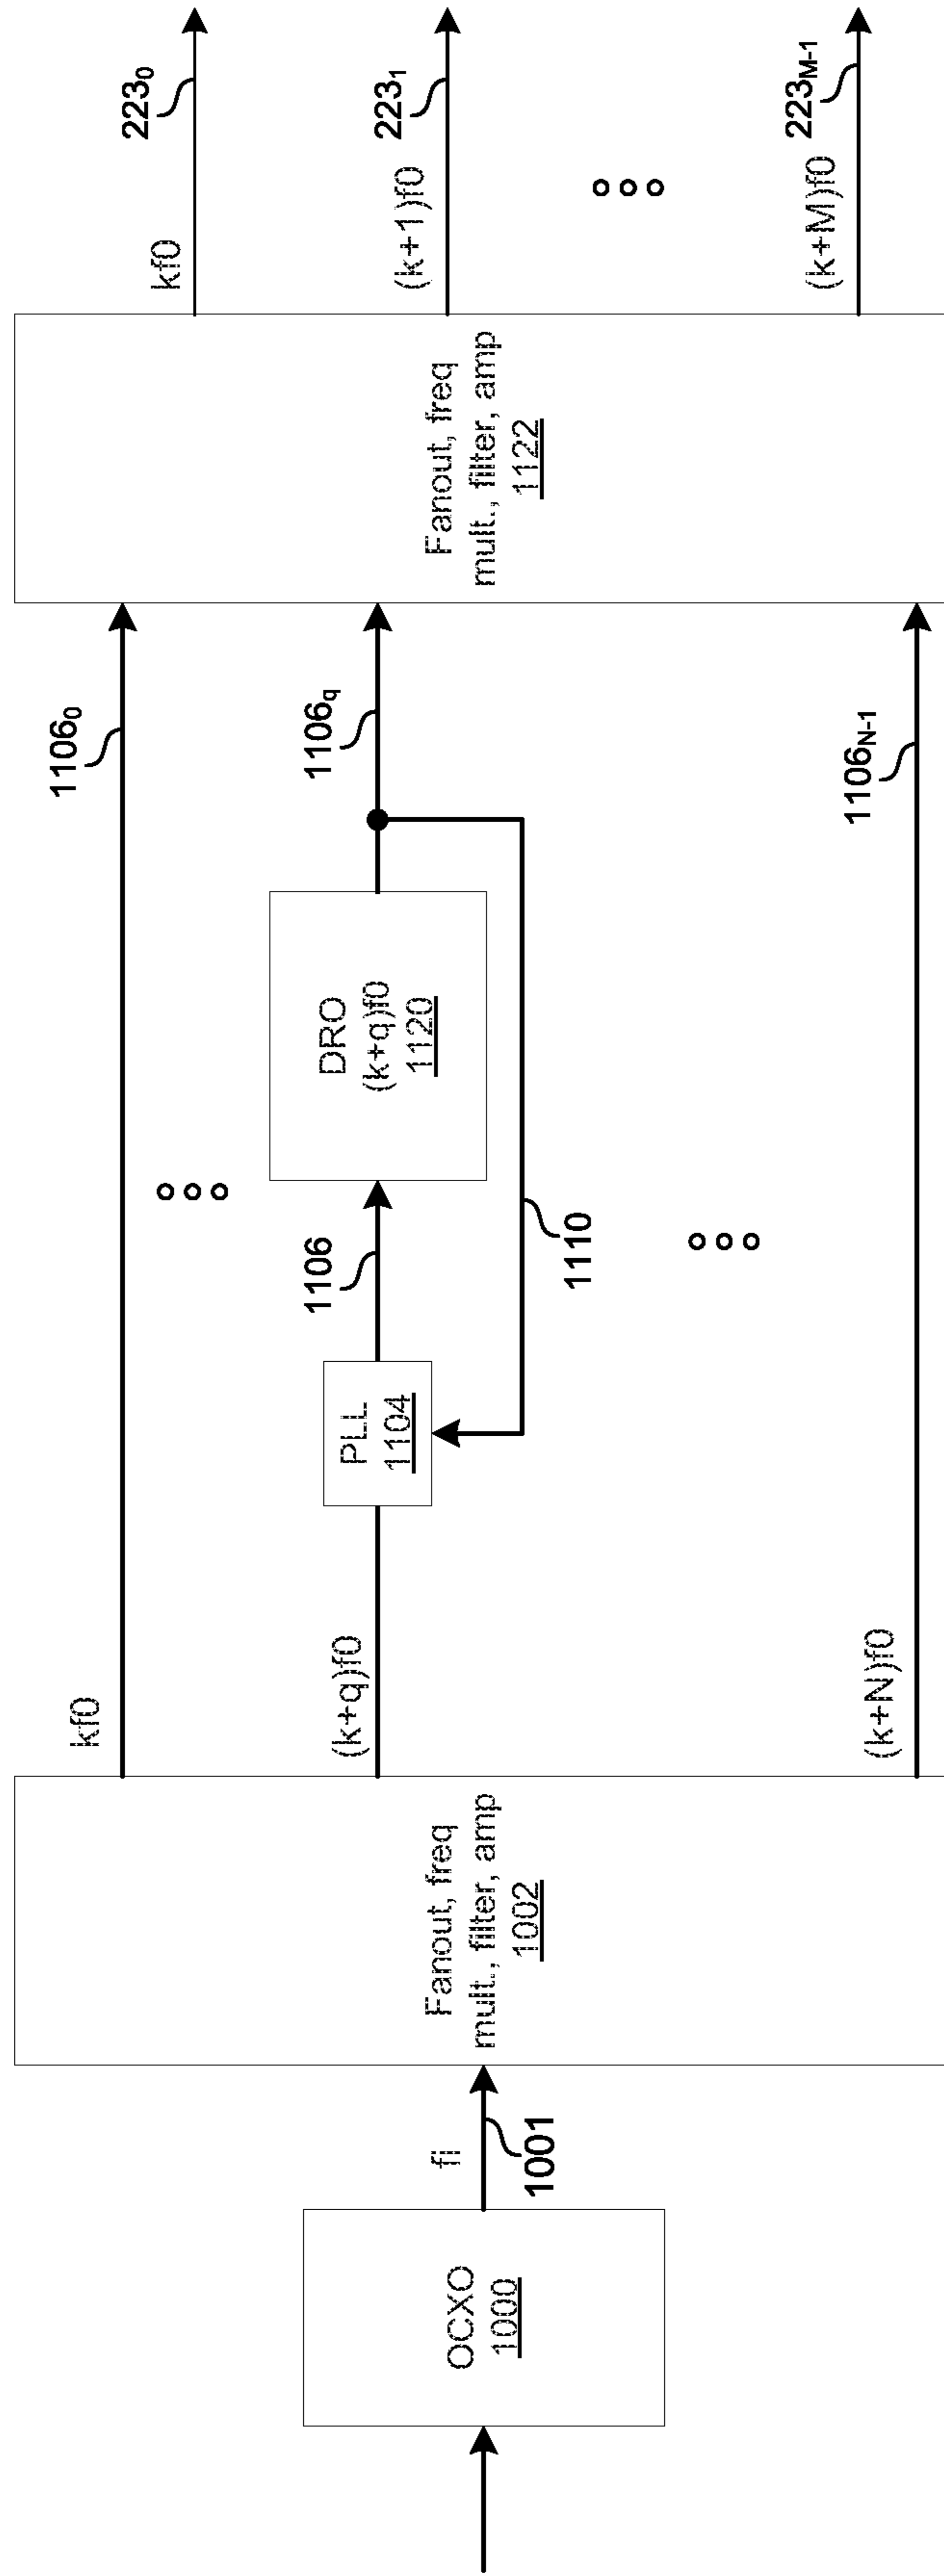 OCXO
1000
fi
1001
Fanout, freq
mult., filter, amp
1002
kf0
1106₀
(k+q)f0
PLL
1104
1106
DRO
(k+q)f0
1120
1106q
1110
(k+N)f0
1106N-1
Fanout, freq
mult., filter, amp
1122
kf0
223₀
(k+1)f0
223₁
(k+M)f0
223M-1